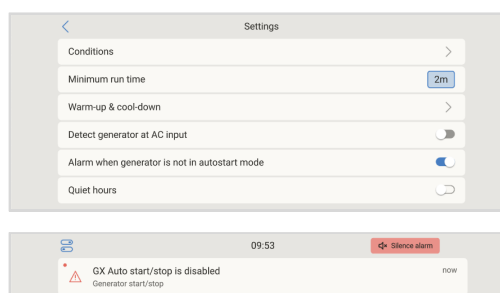 Settings
Conditions
Minimum run time 2m
Warm-up & cool-down
Detect generator at AC input
Alarm when generator is not in autostart mode
Quiet hours
09:53 Silence alarm
GX Auto start/stop is disabled now
Generator start/stop